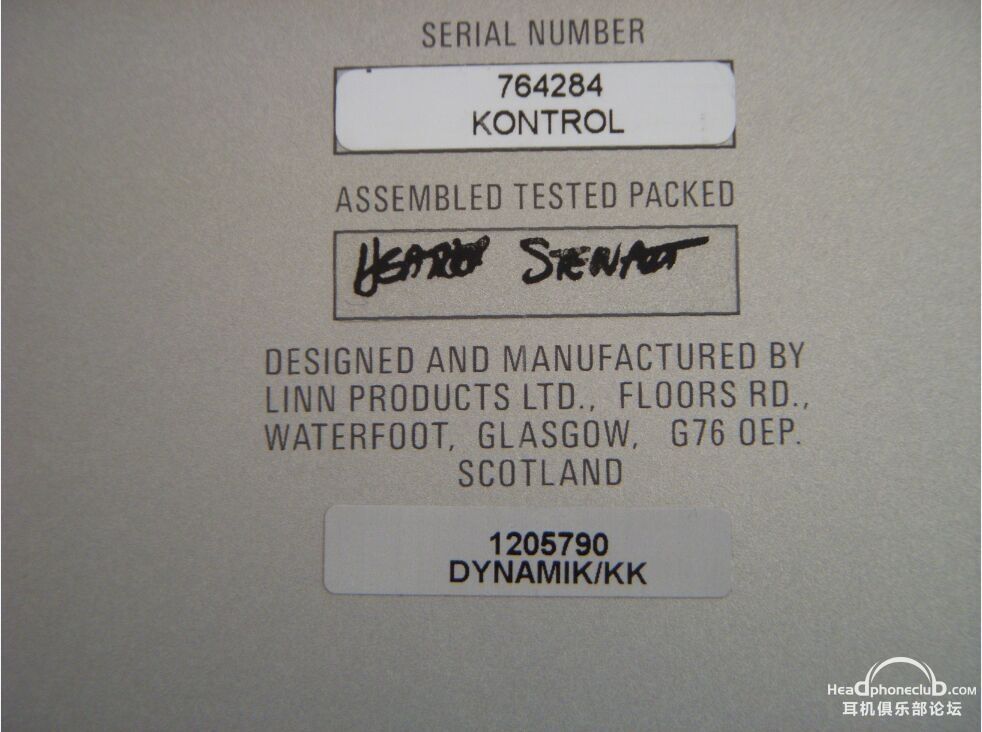 SERIAL NUMBER
764284
KONTROL
ASSEMBLED TESTED PACKED
DESIGNED AND MANUFACTURED BY
LINN PRODUCTS LTD., FLOORS RD.,
WATERFOOT, GLASGOW, G76 0EP.
SCOTLAND
1205790
DYNAMIK/KK
HeadphoneclubD.com
耳机俱乐部论坛